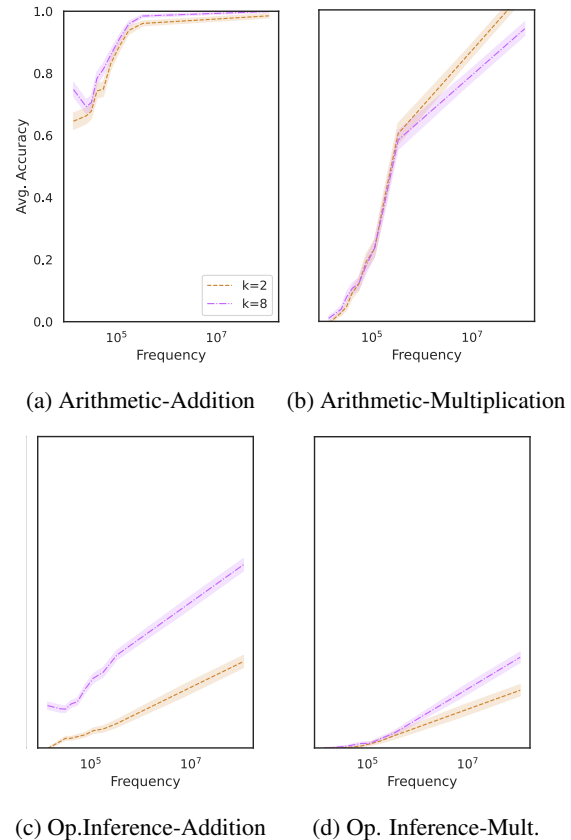 1.0
0.8
0.6
0.4
0.2
0.0
Avg. Accuracy
k=2
k=8
10^5 10^7
Frequency
10^5 10^7
Frequency
(a) Arithmetic-Addition (b) Arithmetic-Multiplication
10^5 10^7
Frequency
10^5 10^7
Frequency
(c) Op.Inference-Addition (d) Op. Inference-Mult.